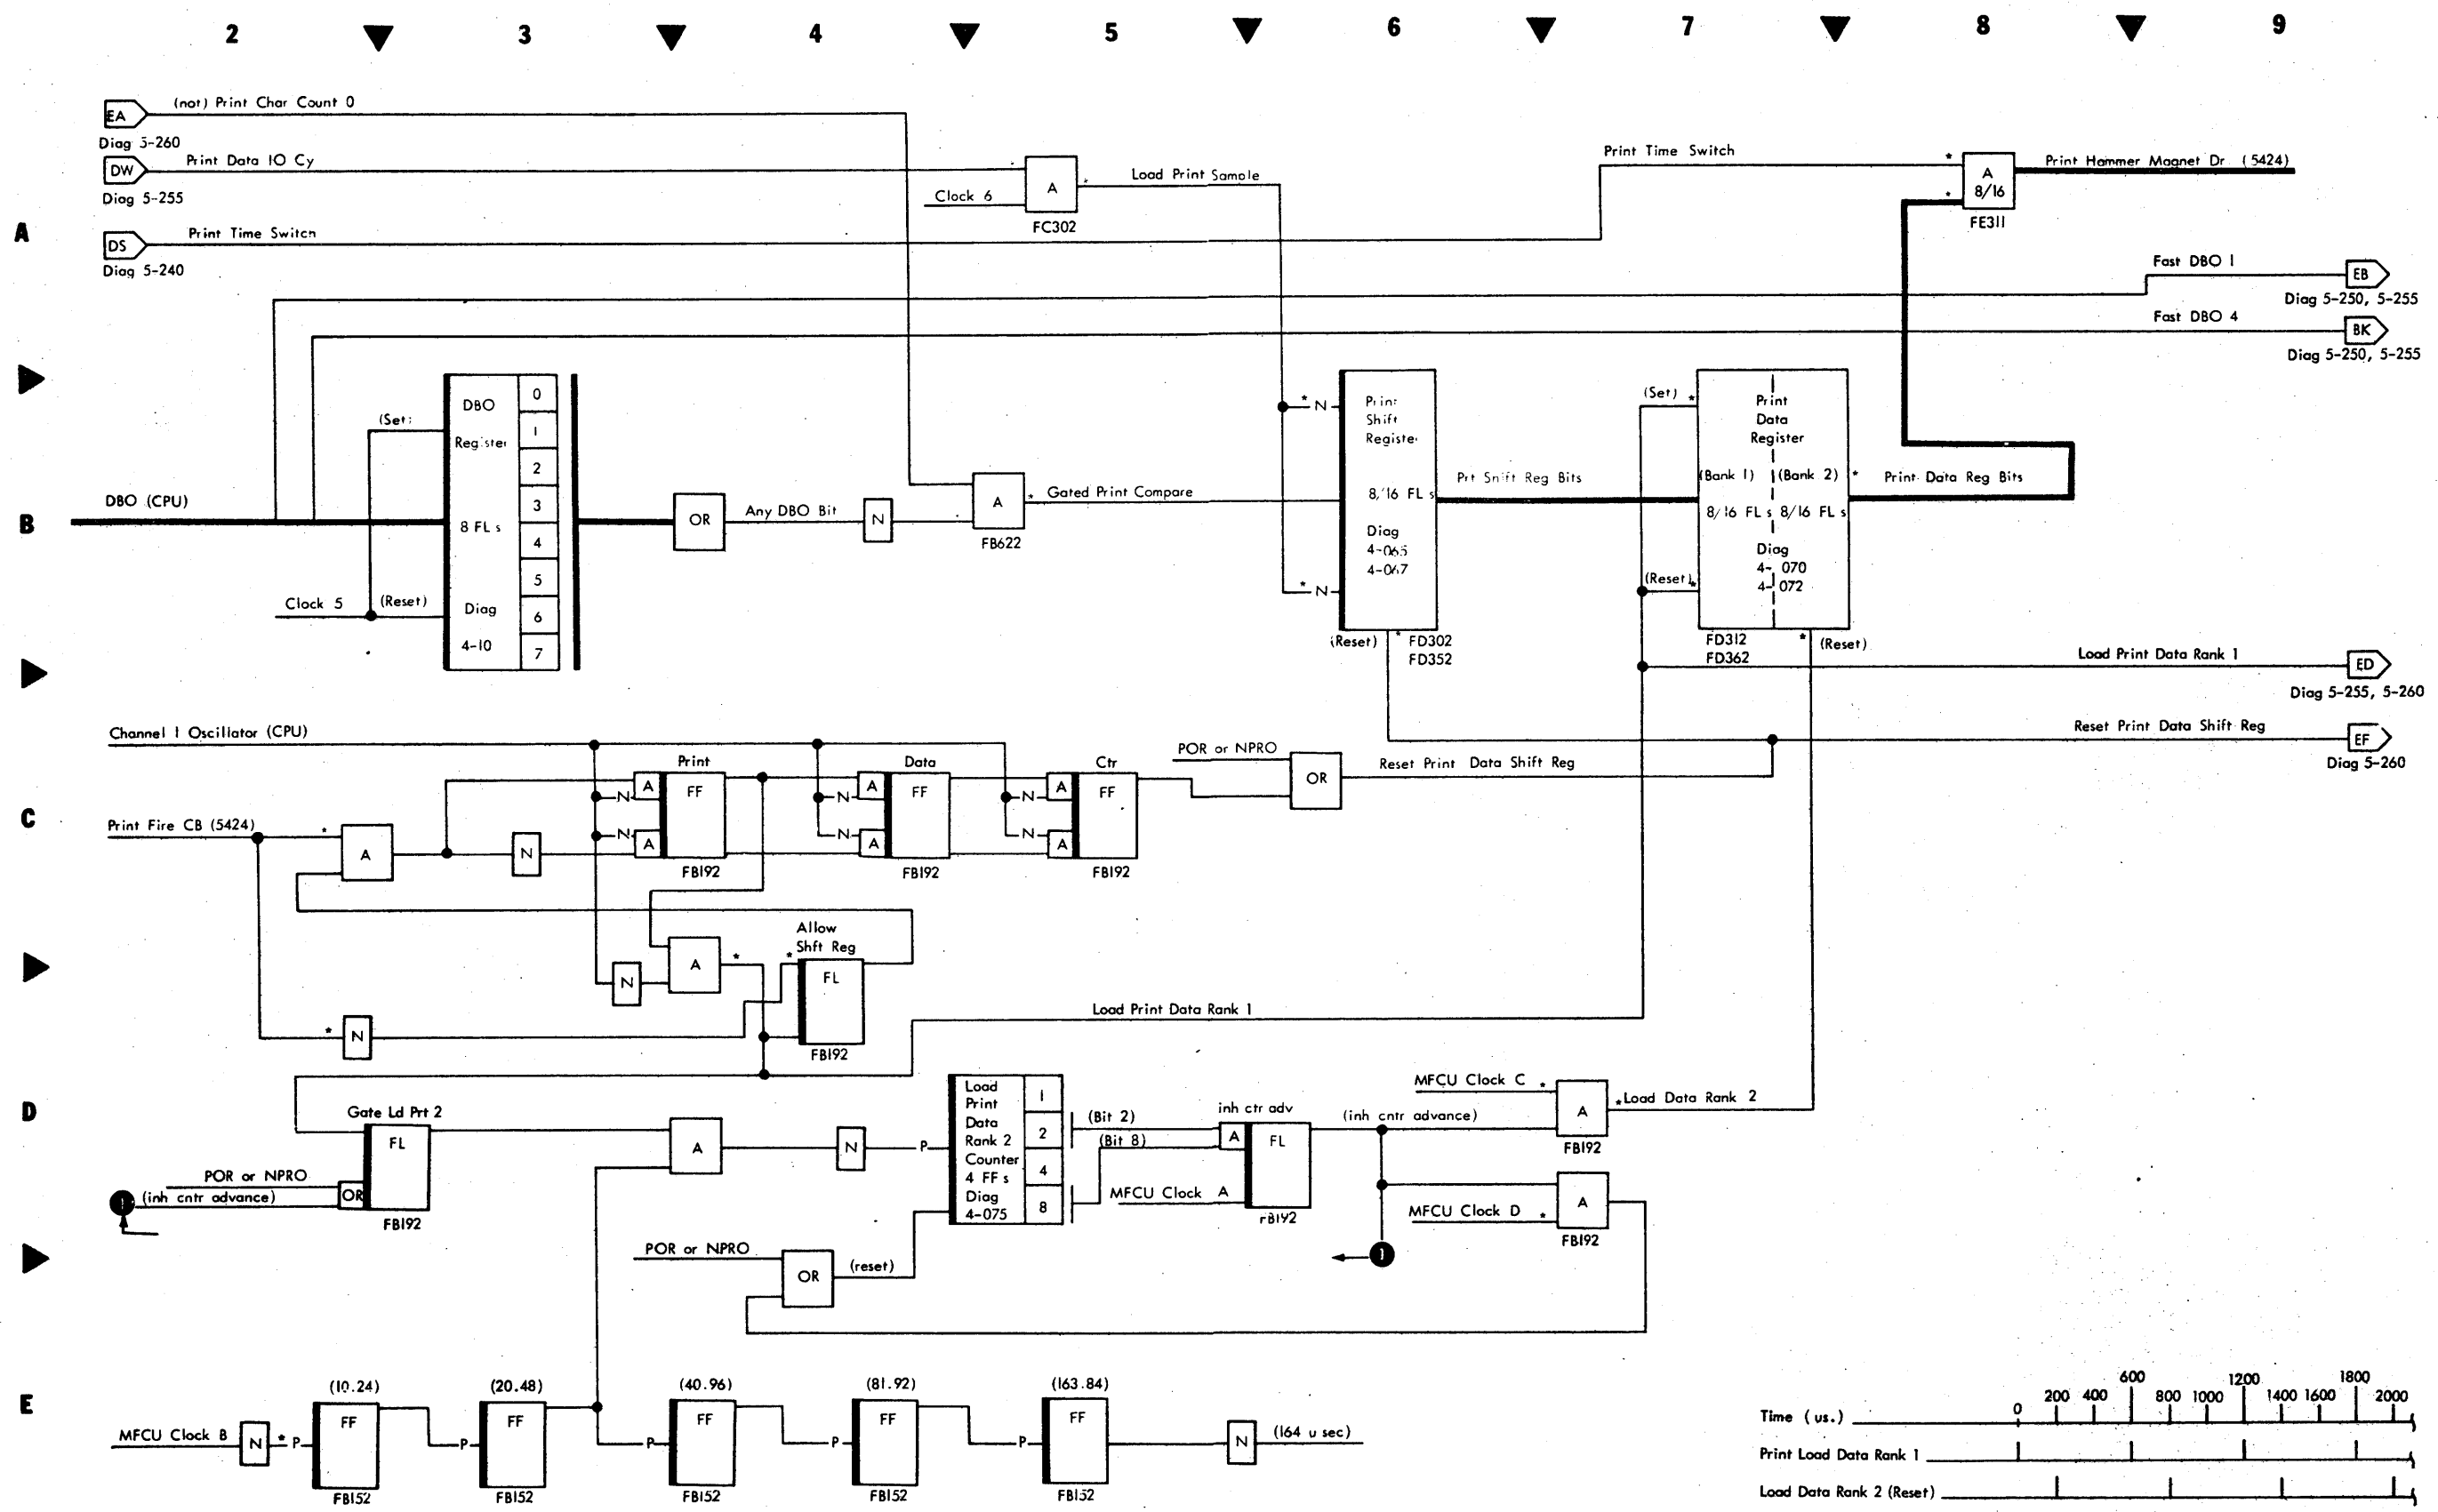 2 3 4 5 6 7 8 9
EA (not) Print Char Count 0
Diag 5-260
DW Print Data IO Cy
Diag 5-255
Clock 6
A
FC302
* Load Print Sample
Print Time Switch
*
*
A
8/16
FE311
Print Hammer Magnet Dr (5424)
A
DS Print Time Switch
Diag 5-240
Fast DBO 1 EB
Diag 5-250, 5-255
Fast DBO 4 BK
Diag 5-250, 5-255
B
DBO (CPU)
(Set)
Clock 5 (Reset)
DBO
Register
8 FL s
Diag
4-10
0
1
2
3
4
5
6
7
OR
Any DBO Bit
N
A
FB622
* Gated Print Compare
* N
* N
Print
Shift
Register
8/16 FL s
Diag
4-065
4-067
(Reset) * FD302
FD352
Prt Shift Reg Bits
(Set) *
(Reset) *
Print
Data
Register
(Bank 1) (Bank 2) *
8/16 FL s 8/16 FL s
Diag
4- 070
4- 072
FD312
FD362
* (Reset)
Print Data Reg Bits
Load Print Data Rank 1 ED
Diag 5-255, 5-260
Reset Print Data Shift Reg EF
Diag 5-260
C
Channel 1 Oscillator (CPU)
Print Fire CB (5424) *
A
N
N A
N A
Print
FF
FB192
N A
N A
Data
FF
FB192
N A
N A
Ctr
FF
FB192
POR or NPRO
OR
Reset Print Data Shift Reg
N
A *
* N
Allow
Shft Reg
*
FL
FB192
Load Print Data Rank 1
D
Gate Ld Prt 2
FL
POR or NPRO
1 (inh cntr advance)
OR
FB192
A
N P
Load
Print
Data
Rank 2
Counter
4 FF s
Diag
4-075
1
2
4
8
(Bit 2)
(Bit 8)
MFCU Clock A
inh ctr adv
A
FL
FB192
(inh cntr advance)
MFCU Clock C *
A
FB192
* Load Data Rank 2
MFCU Clock D *
A
FB192
1
POR or NPRO
OR
(reset)
E
MFCU Clock B
N * P
(10.24)
FF
FB152
P
(20.48)
FF
FB152
P
(40.96)
FF
FB152
P
(81.92)
FF
FB152
P
(163.84)
FF
FB152
N
(164 u sec)
Time (us.) 0 200 400 600 800 1000 1200 1400 1600 1800 2000
Print Load Data Rank 1
Load Data Rank 2 (Reset)